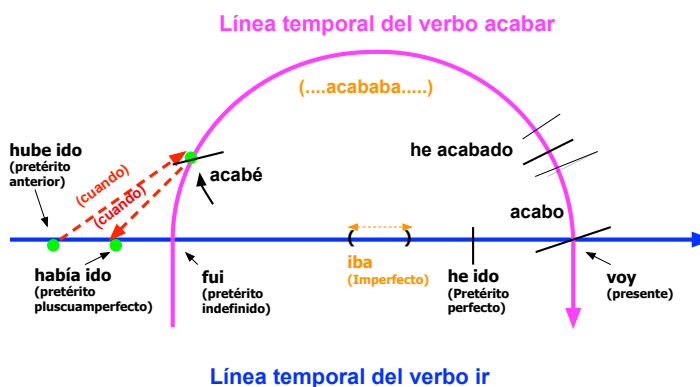 Línea temporal del verbo acabar
(....acababa.....)
hube ido
(pretérito
anterior)
(cuando)
(cuando)
acabé
he acabado
acabo
había ido
(pretérito
pluscuamperfecto)
fui
(pretérito
indefinido)
iba
(Imperfecto)
he ido
(Pretérito
perfecto)
voy
(presente)
Línea temporal del verbo ir